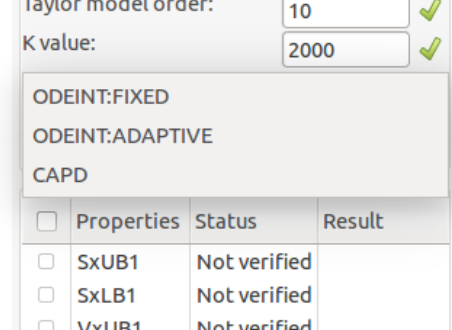 Taylor model order: 10
K value: 2000
ODEINT:FIXED
ODEINT:ADAPTIVE
CAPD
Properties Status Result
SxUB1 Not verified
SxLB1 Not verified
VxUB1 Not verified